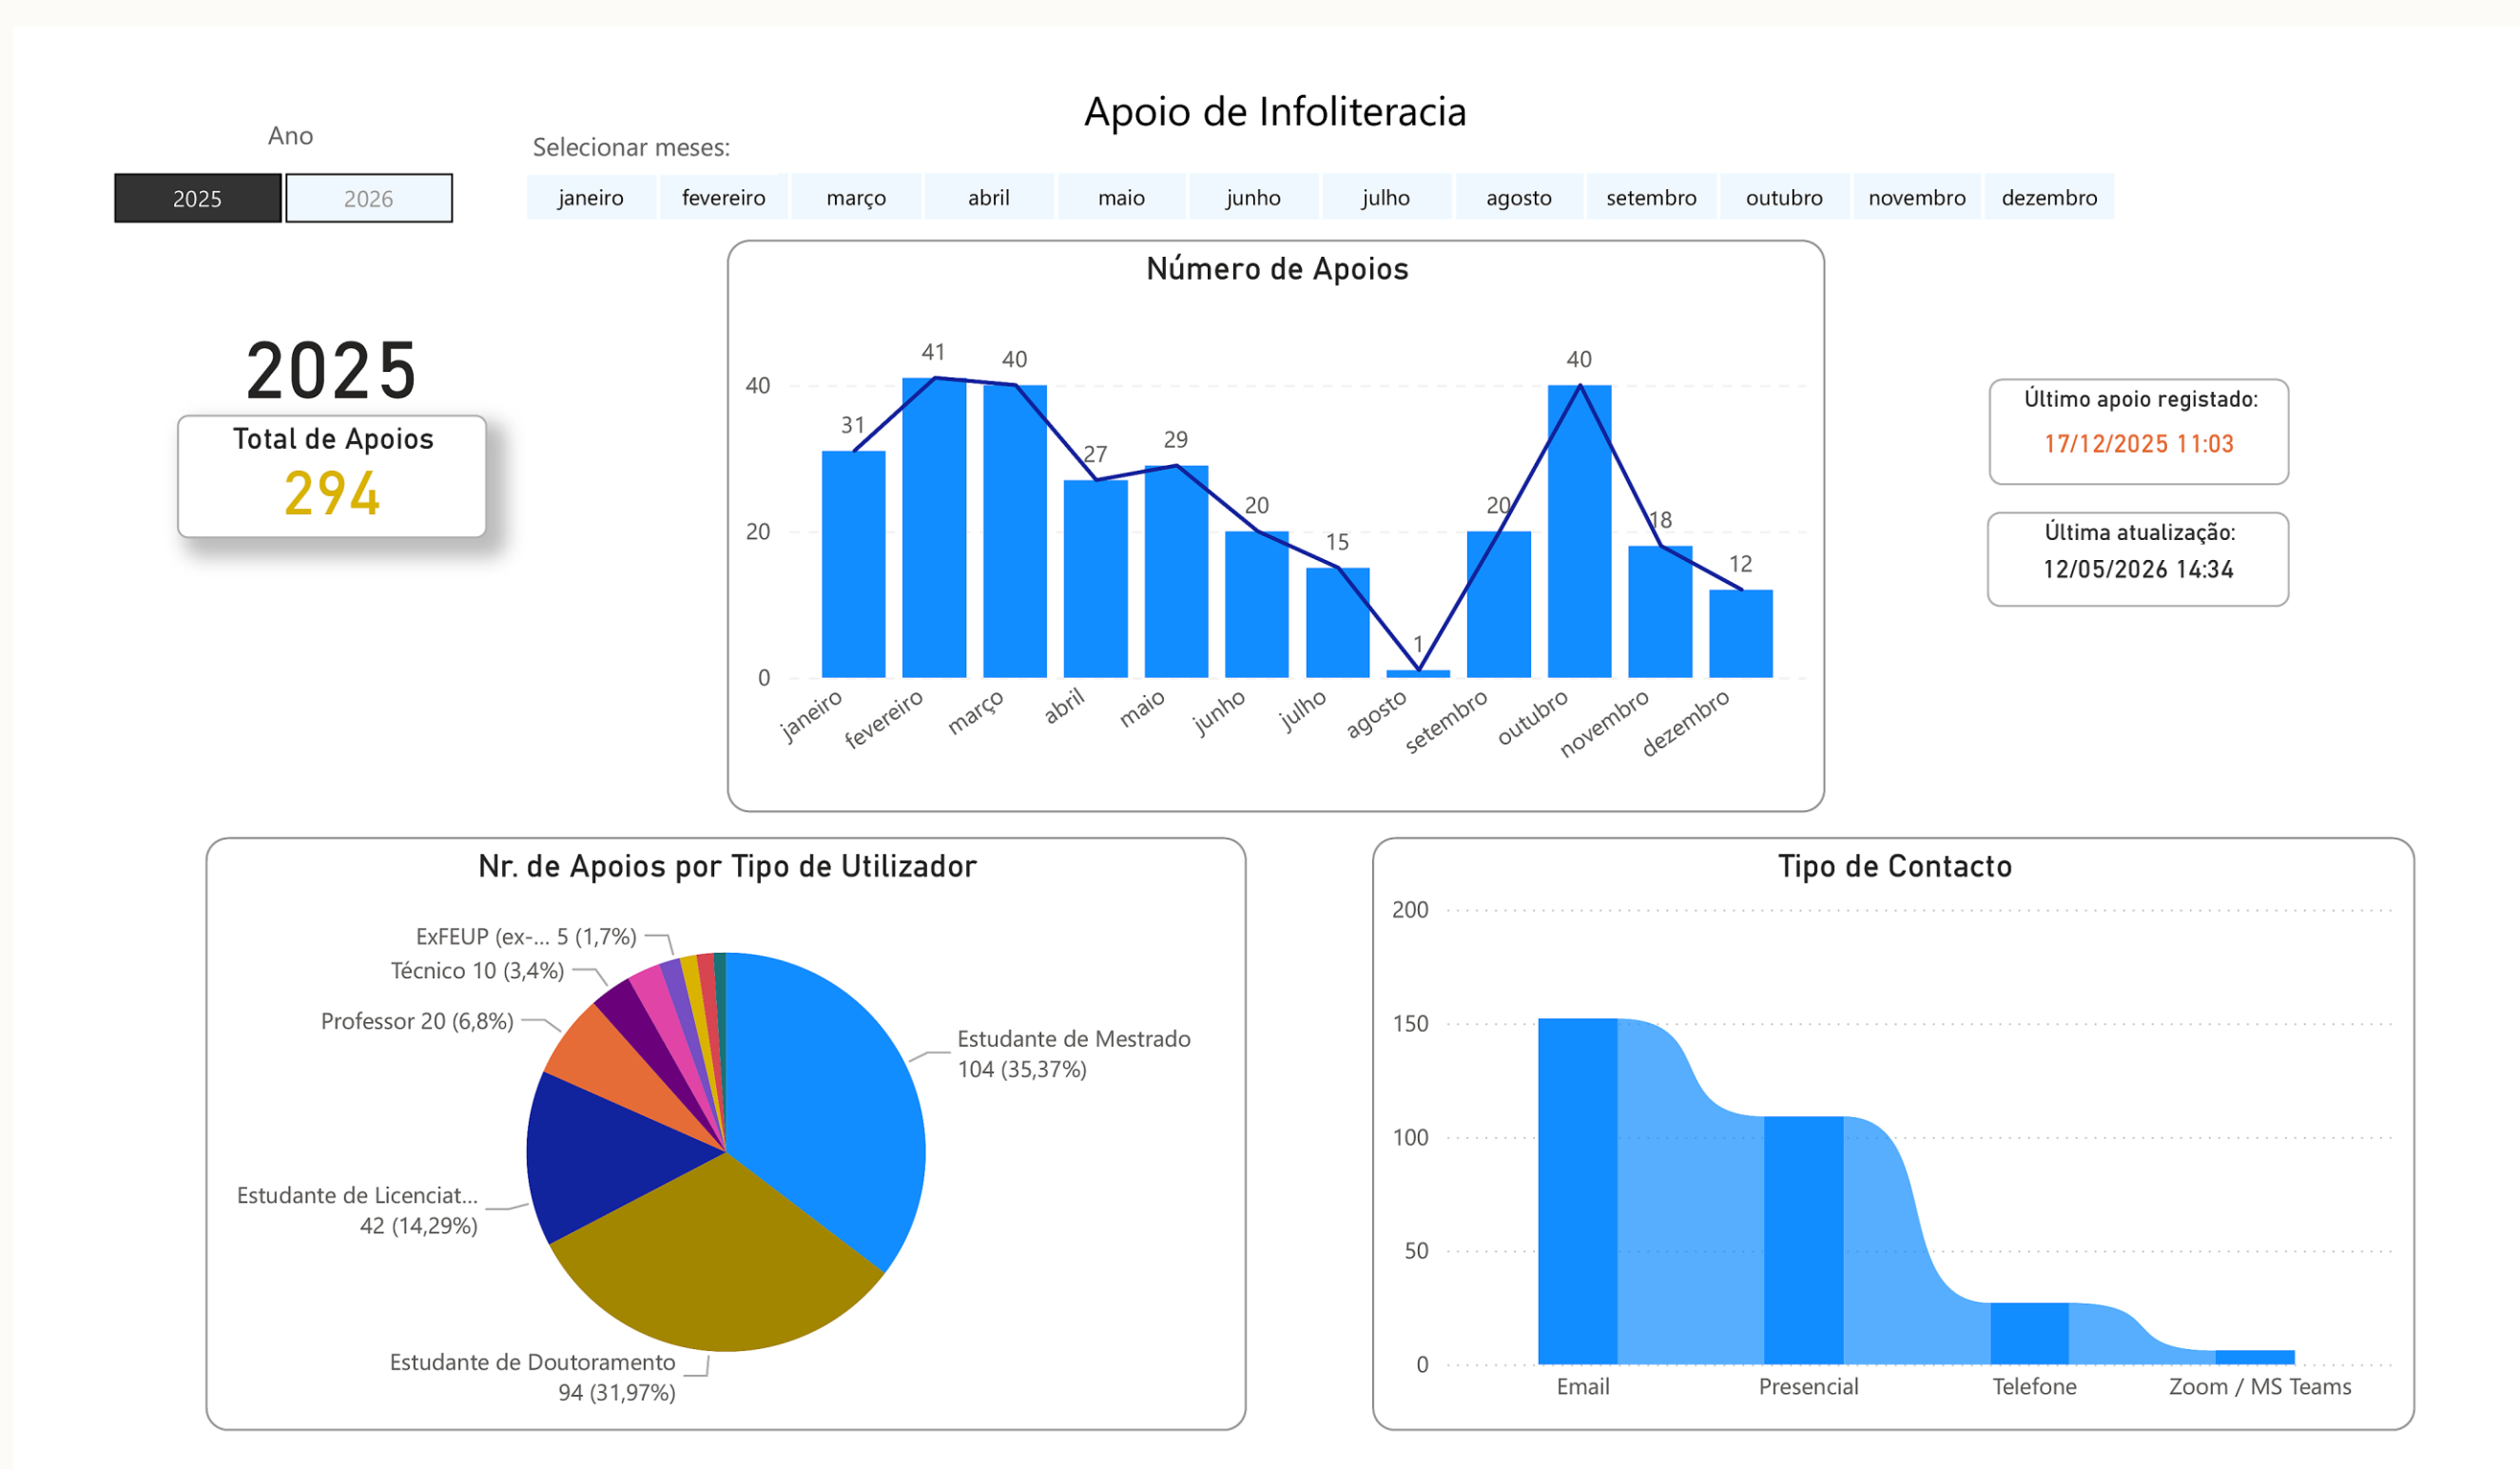 Apoio de Infoliteracia
Ano
2025
2026
Selecionar meses:
janeiro fevereiro março abril maio junho julho agosto setembro outubro novembro dezembro
2025
Total de Apoios
294
Número de Apoios
40
20
0
31 41 40 27 29 20 15 1 20 40 18 12
janeiro fevereiro março abril maio junho julho agosto setembro outubro novembro dezembro
Último apoio registado:
17/12/2025 11:03
Última atualização:
12/05/2026 14:34
Nr. de Apoios por Tipo de Utilizador
ExFEUP (ex-... 5 (1,7%)
Técnico 10 (3,4%)
Professor 20 (6,8%)
Estudante de Licenciat...
42 (14,29%)
Estudante de Doutoramento
94 (31,97%)
Estudante de Mestrado
104 (35,37%)
Tipo de Contacto
200
150
100
50
0
Email Presencial Telefone Zoom / MS Teams